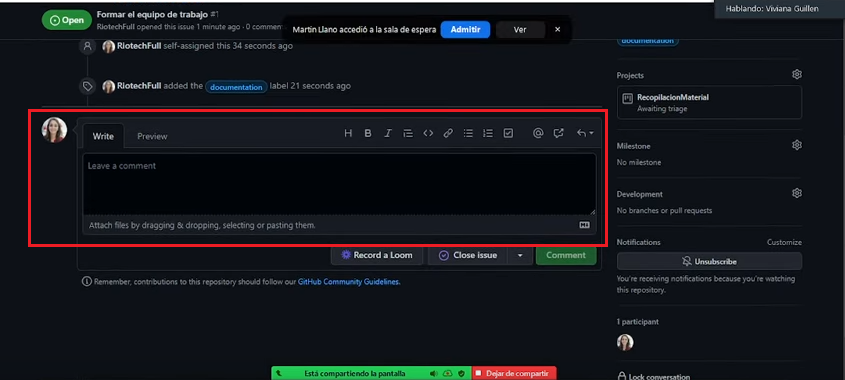 Hablando: Viviana Guillen
Open
Formar el equipo de trabajo #1
RiotechFull opened this issue 1 minute ago · 0 comments
Martin Llano accedió a la sala de espera
Admitir
Ver
RiotechFull self-assigned this 34 seconds ago
RiotechFull added the documentation label 21 seconds ago
Write
Preview
H B I
Leave a comment
Attach files by dragging & dropping, selecting or pasting them.
Record a Loom
Close issue
Comment
Remember, contributions to this repository should follow our GitHub Community Guidelines.
documentation
Projects
RecopilacionMaterial
Awaiting triage
Milestone
No milestone
Development
No branches or pull requests
Notifications
Customize
Unsubscribe
You're receiving notifications because you're watching
this repository.
1 participant
Lock conversation
Está compartiendo la pantalla
Dejar de compartir